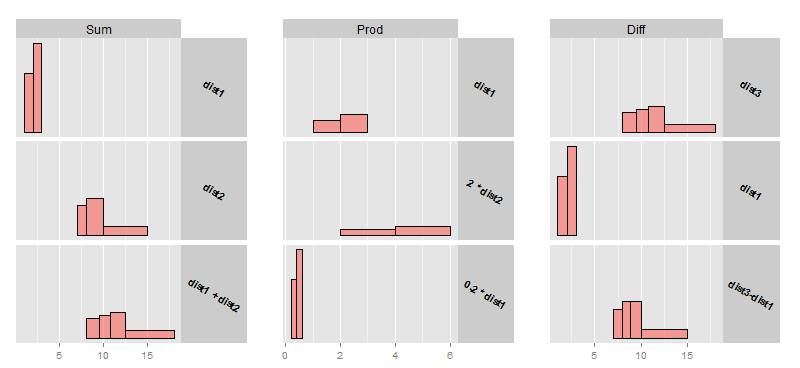 Sum
Prod
Diff
dist1
dist1
dist3
dist2
2 * dist2
dist1
dist1 + dist2
0.2 * dist1
dist3-dist1
5 10 15
0 2 4 6
5 10 15